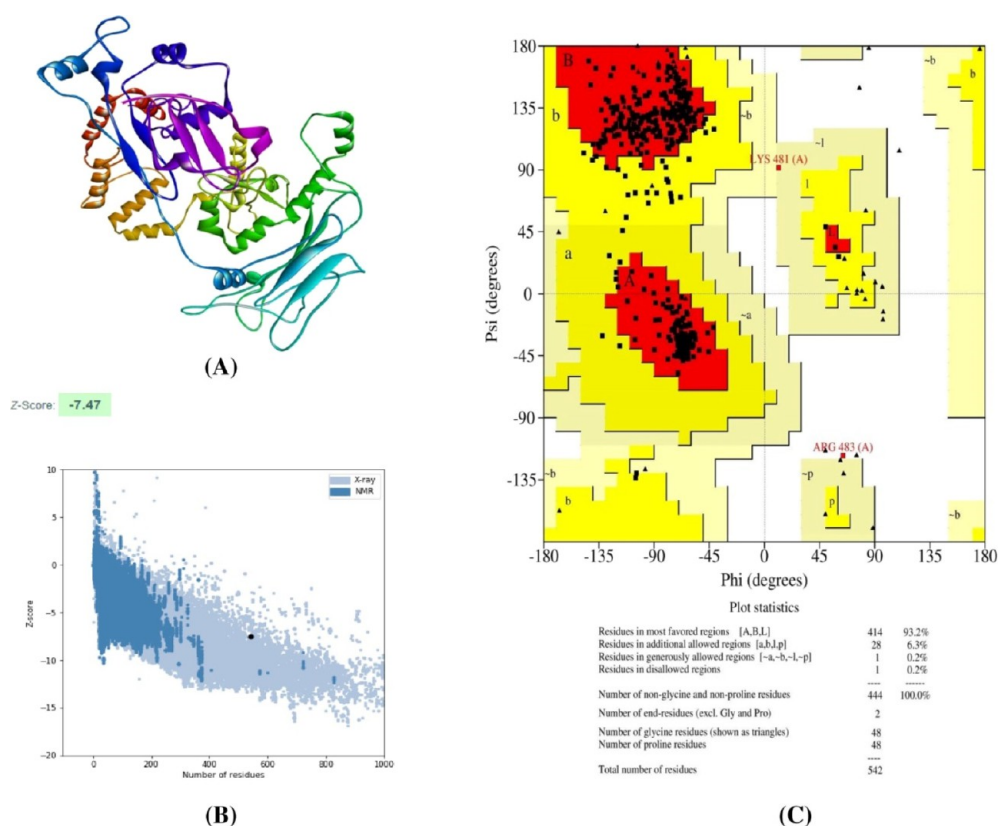 (A)
Z-Score: -7.47
10
5
0
−5
−10
−15
−20
Z-score
X-ray
NMR
0 200 400 600 800 1000
Number of residues
(B)
180
135
90
45
0
-45
-90
-135
Psi (degrees)
B
b
~b
~b
b
~l
LYS 481 (A)
l
a
A
~a
ARG 483 (A)
~b
b
~p
p
~b
-180 -135 -90 -45 0 45 90 135 180
Phi (degrees)
Plot statistics
Residues in most favored regions [A,B,L] 414 93.2%
Residues in additional allowed regions [a,b,l,p] 28 6.3%
Residues in generously allowed regions [~a,~b,~l,~p] 1 0.2%
Residues in disallowed regions 1 0.2%
---- ------
Number of non-glycine and non-proline residues 444 100.0%
Number of end-residues (excl. Gly and Pro) 2
Number of glycine residues (shown as triangles) 48
Number of proline residues 48
----
Total number of residues 542
(C)